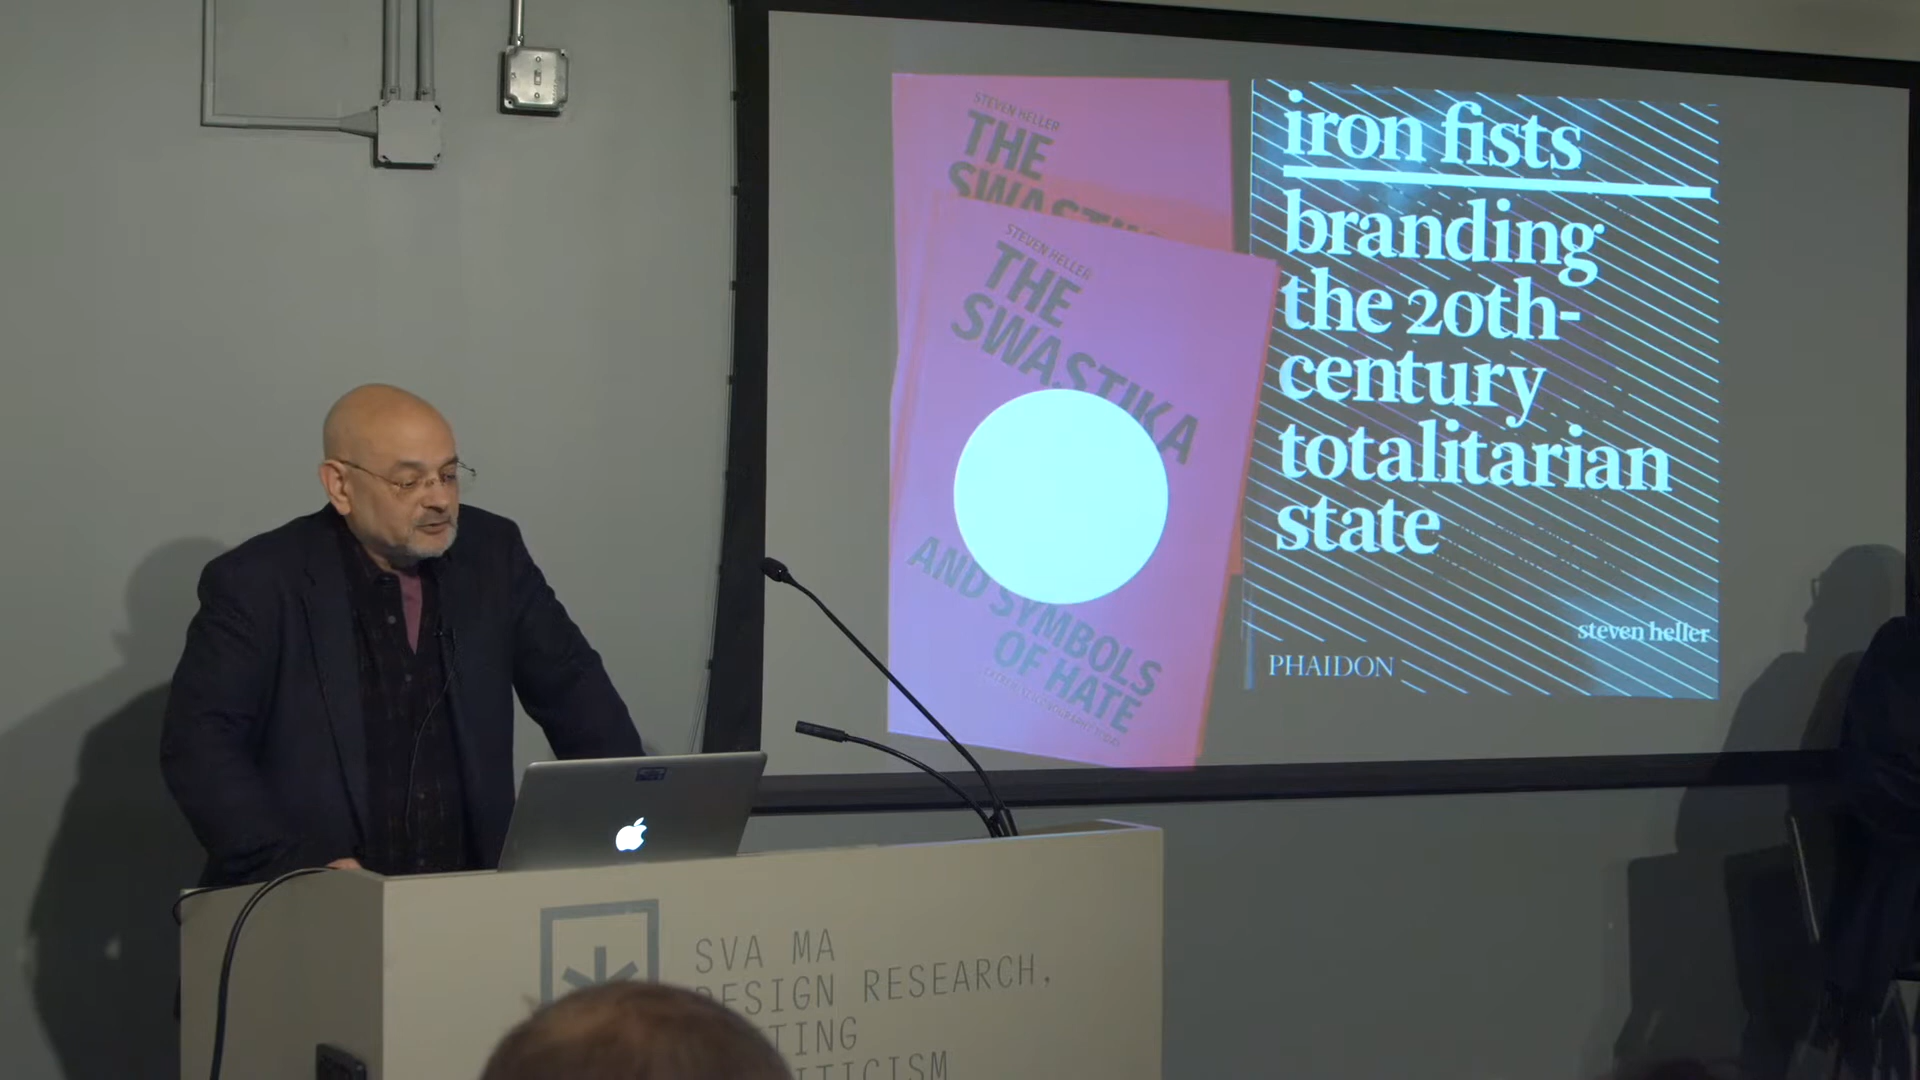 STEVEN HELLER
THE
SWASTIKA
STEVEN HELLER
THE
SWASTIKA
AND SYMBOLS
OF HATE
iron fists
branding
the 20th-
century
totalitarian
state
steven heller
PHAIDON
SVA MA
DESIGN RESEARCH,